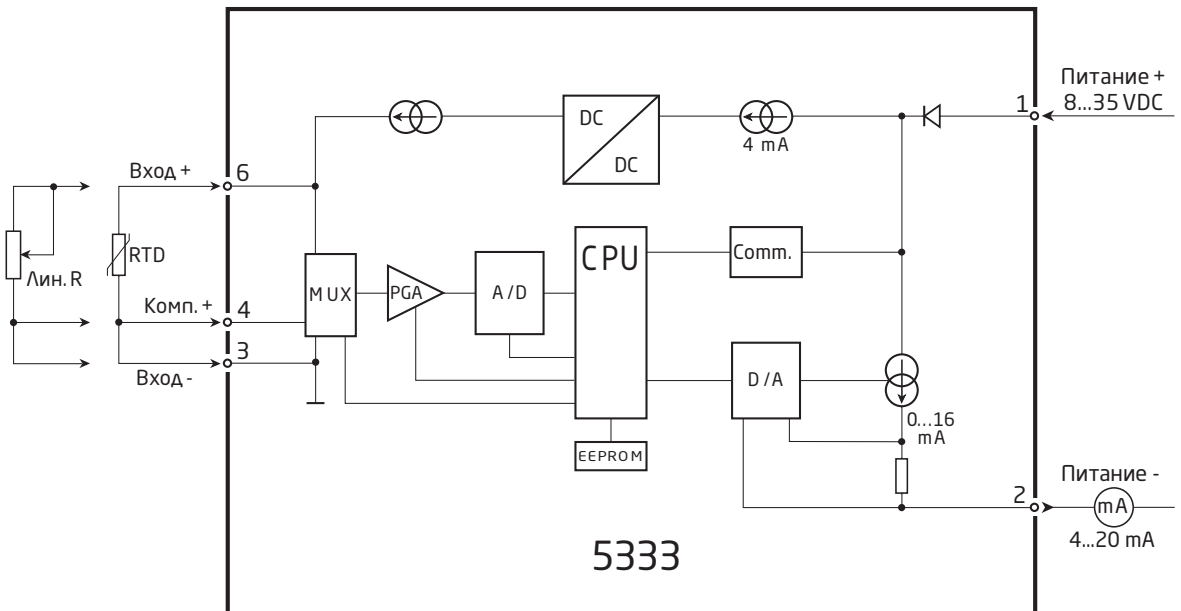 Питание +
8...35 VDC
1
DC
DC
4 mA
Вход +
6
RTD
Лин. R
CPU
Comm.
MUX
PGA
A/D
Комп. +
4
3
Вход -
D/A
0...16
mA
EEPROM
Питание -
2
mA
4...20 mA
5333